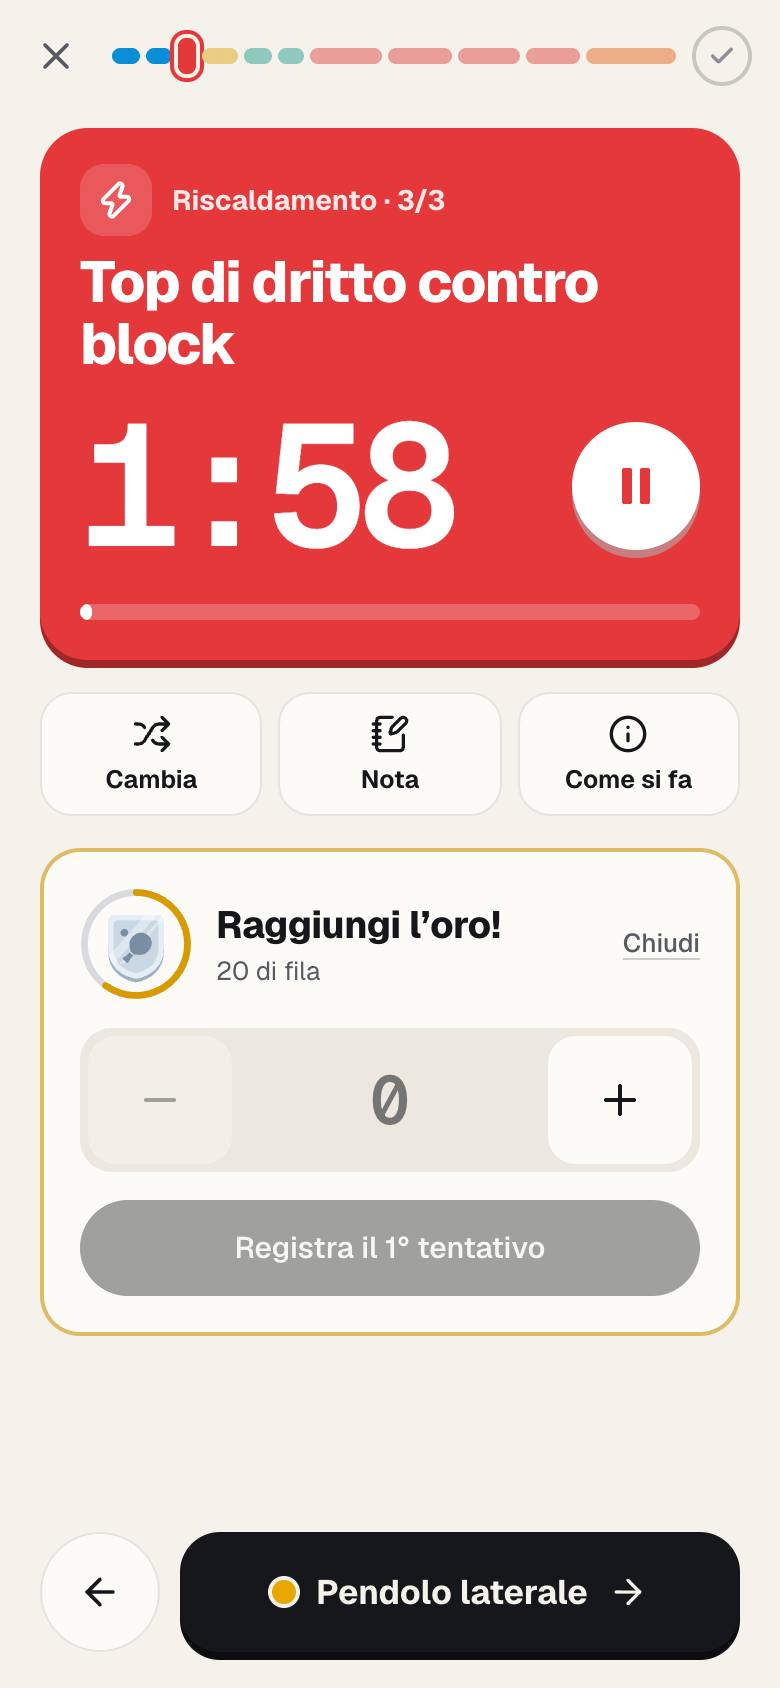 Riscaldamento · 3/3
Top di dritto contro
block
1:58
Cambia
Nota
Come si fa
Raggiungi l’oro!
20 di fila
Chiudi
0
Registra il 1° tentativo
Pendolo laterale